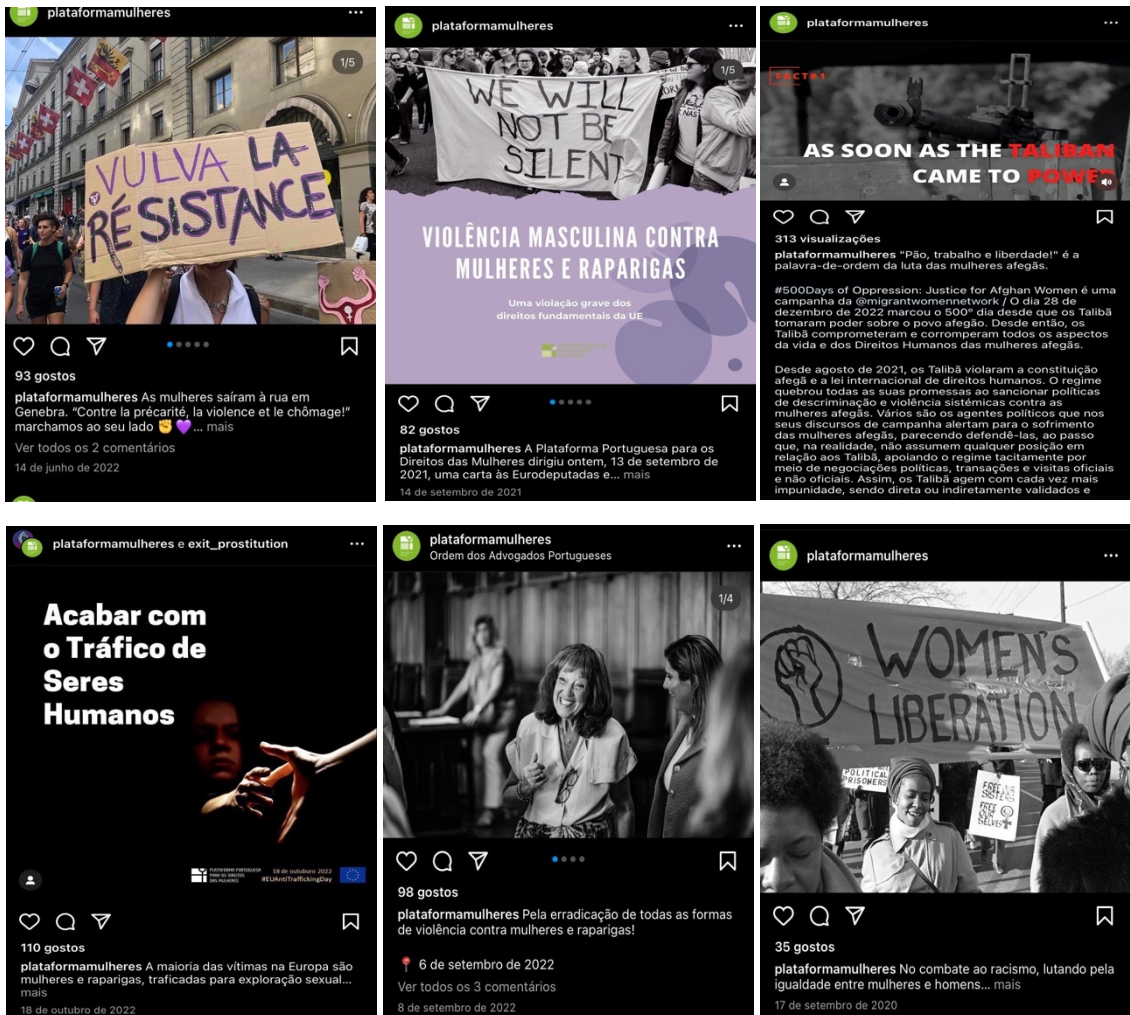 plataformamulheres
1/5
VULVA LA
RÉSISTANCE
93 gostos
plataformamulheres As mulheres saíram à rua em
Genebra. “Contre la précarité, la violence et le chômage!”
marchamos ao seu lado ✊💜... mais
Ver todos os 2 comentários
14 de junho de 2022
plataformamulheres
1/5
WE WILL
NOT BE
SILENT
VIOLÊNCIA MASCULINA CONTRA
MULHERES E RAPARIGAS
Uma violação grave dos
direitos fundamentais da UE
82 gostos
plataformamulheres A Plataforma Portuguesa para os
Direitos das Mulheres dirigiu ontem, 13 de setembro de
2021, uma carta às Eurodeputadas e... mais
14 de setembro de 2021
plataformamulheres
FACT#1
AS SOON AS THE TALIBAN
CAME TO POWER
313 visualizações
plataformamulheres "Pão, trabalho e liberdade!" é a
palavra-de-ordem da luta das mulheres afegãs.
#500Days of Oppression: Justice for Afghan Women é uma
campanha da @migrantwomennetwork / O dia 28 de
dezembro de 2022 marcou o 500º dia desde que os Talibã
tomaram poder sobre o povo afegão. Desde então, os
Talibã comprometeram e corromperam todos os aspectos
da vida e dos Direitos Humanos das mulheres afegãs.
Desde agosto de 2021, os Talibã violaram a constituição
afegã e a lei internacional de direitos humanos. O regime
quebrou todas as suas promessas ao sancionar políticas
de descriminação e violência sistémicas contra as
mulheres afegãs. Vários são os agentes políticos que nos
seus discursos de campanha alertam para o sofrimento
das mulheres afegãs, parecendo defendê-las, ao passo
que, na realidade, não assumem qualquer posição em
relação aos Talibã, apoiando o regime tacitamente por
meio de negociações políticas, transações e visitas oficiais
e não oficiais. Assim, os Talibã agem com cada vez mais
impunidade, sendo direta ou indiretamente validados e
plataformamulheres e exit_prostitution
Acabar com
o Tráfico de
Seres
Humanos
PLATAFORMA PORTUGUESA
PARA OS DIREITOS
DAS MULHERES
18 de outuburo 2022
#EUAntiTraffickingDay
110 gostos
plataformamulheres A maioria das vítimas na Europa são
mulheres e raparigas, traficadas para exploração sexual...
mais
18 de outubro de 2022
plataformamulheres
Ordem dos Advogados Portugueses
1/4
98 gostos
plataformamulheres Pela erradicação de todas as formas
de violência contra mulheres e raparigas!
📍 6 de setembro de 2022
Ver todos os 3 comentários
8 de setembro de 2022
plataformamulheres
WOMEN'S
LIBERATION
POLITICAL
PRISONERS
FREE OUR
SISTERS
FREE
OUR
SELVES
35 gostos
plataformamulheres No combate ao racismo, lutando pela
igualdade entre mulheres e homens... mais
17 de setembro de 2020